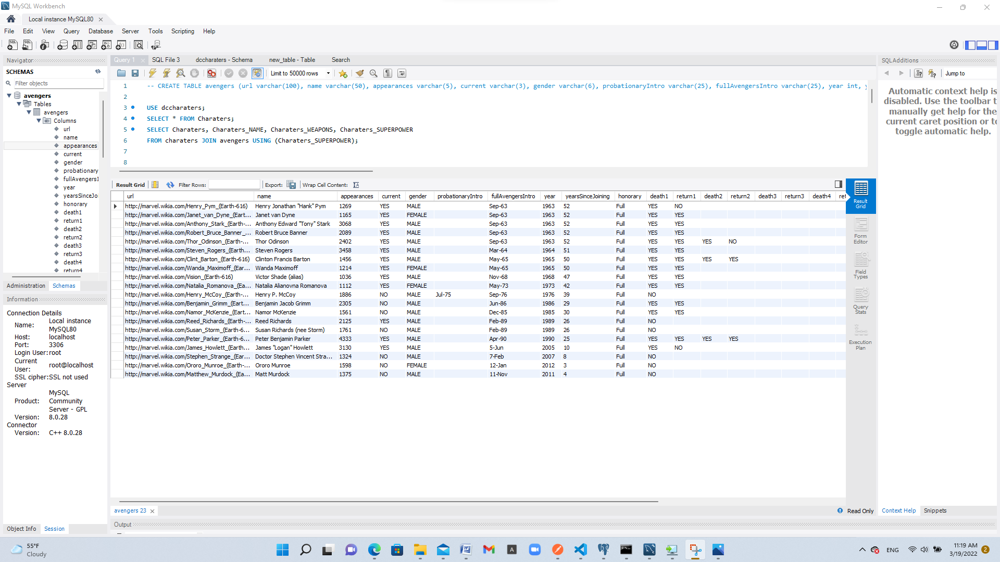 MySQL Workbench
Local instance MySQL80
File Edit View Query Database Server Tools Scripting Help
Navigator
SCHEMAS
Filter objects
avengers
Tables
avengers
Columns
url
name
appearances
current
gender
probationary
fullAvengersI
year
yearsSinceJo
honorary
death1
return1
death2
return2
death3
return3
death4
return4
Administration Schemas
Information
Connection Details
Name: Local instance MySQL80
Host: localhost
Port: 3306
Login User: root
Current User: root@localhost
SSL cipher: SSL not used
Server
Product: MySQL Community Server - GPL
Version: 8.0.28
Connector
Version: C++ 8.0.28
Object Info Session
Query 1 SQL File 3 dccharaters - Schema new_table - Table Search
Limit to 50000 rows
1 -- CREATE TABLE avengers (url varchar(100), name varchar(50), appearances varchar(5), current varchar(3), gender varchar(6), probationaryIntro varchar(25), fullAvengersIntro varchar(25), year int, y
2
3 USE dccharaters;
4 SELECT * FROM Charaters;
5 SELECT Charaters, Charaters_NAME, Charaters_WEAPONS, Charaters_SUPERPOWER
6 FROM charaters JOIN avengers USING (Charaters_SUPERPOWER);
7
8
Result Grid Filter Rows: Export: Wrap Cell Content:
url name appearances current gender probationaryIntro fullAvengersIntro year yearsSinceJoining honorary death1 return1 death2 return2 death3 return3 death4 ret
http://marvel.wikia.com/Henry_Pym_(Earth-616) Henry Jonathan "Hank" Pym 1269 YES MALE Sep-63 1963 52 Full YES NO
http://marvel.wikia.com/Janet_van_Dyne_(Eart... Janet van Dyne 1165 YES FEMALE Sep-63 1963 52 Full YES YES
http://marvel.wikia.com/Anthony_Stark_(Earth-... Anthony Edward "Tony" Stark 3068 YES MALE Sep-63 1963 52 Full YES YES
http://marvel.wikia.com/Robert_Bruce_Banner_... Robert Bruce Banner 2089 YES MALE Sep-63 1963 52 Full YES YES
http://marvel.wikia.com/Thor_Odinson_(Earth-... Thor Odinson 2402 YES MALE Sep-63 1963 52 Full YES YES YES NO
http://marvel.wikia.com/Steven_Rogers_(Earth... Steven Rogers 3458 YES MALE Mar-64 1964 51 Full YES YES
http://marvel.wikia.com/Clint_Barton_(Earth-616) Clinton Francis Barton 1456 YES MALE May-65 1965 50 Full YES YES YES YES
http://marvel.wikia.com/Wanda_Maximoff_(Ear... Wanda Maximoff 1214 YES FEMALE May-65 1965 50 Full YES YES
http://marvel.wikia.com/Vision_(Earth-616) Victor Shade (alias) 1036 YES MALE Nov-68 1968 47 Full YES YES
http://marvel.wikia.com/Natalia_Romanova_(Ea... Natalia Alianovna Romanova 1112 YES FEMALE May-73 1973 42 Full YES YES
http://marvel.wikia.com/Henry_McCoy_(Earth-... Henry P. McCoy 1886 NO MALE Jul-75 Sep-76 1976 39 Full NO
http://marvel.wikia.com/Benjamin_Grimm_(Eart... Benjamin Jacob Grimm 2305 NO MALE Jun-86 1986 29 Full YES YES
http://marvel.wikia.com/Namor_McKenzie_(Eart... Namor McKenzie 1561 NO MALE Dec-85 1985 30 Full YES YES
http://marvel.wikia.com/Reed_Richards_(Earth-... Reed Richards 2125 YES MALE Feb-89 1989 26 Full NO
http://marvel.wikia.com/Susan_Storm_(Earth-6... Susan Richards (nee Storm) 1761 NO MALE Feb-89 1989 26 Full NO
http://marvel.wikia.com/Peter_Parker_(Earth-6... Peter Benjamin Parker 4333 YES MALE Apr-90 1990 25 Full YES YES YES YES
http://marvel.wikia.com/James_Howlett_(Earth... James "Logan" Howlett 3130 YES MALE 5-Jun 2005 10 Full YES NO
http://marvel.wikia.com/Stephen_Strange_(Ear... Doctor Stephen Vincent Stra... 1324 NO MALE 7-Feb 2007 8 Full NO
http://marvel.wikia.com/Ororo_Munroe_(Earth-... Ororo Munroe 1598 NO FEMALE 12-Jan 2012 3 Full NO
http://marvel.wikia.com/Matthew_Murdock_(Ea... Matt Murdock 1375 NO MALE 11-Nov 2011 4 Full NO
Result Grid
Form Editor
Field Types
Query Stats
Execution Plan
avengers 23
Read Only
Output
SQLAdditions
Jump to
Automatic context help is
disabled. Use the toolbar t
manually get help for the
current caret position or to
toggle automatic help.
Context Help Snippets
55°F
Cloudy
ENG
11:19 AM
3/19/2022
2